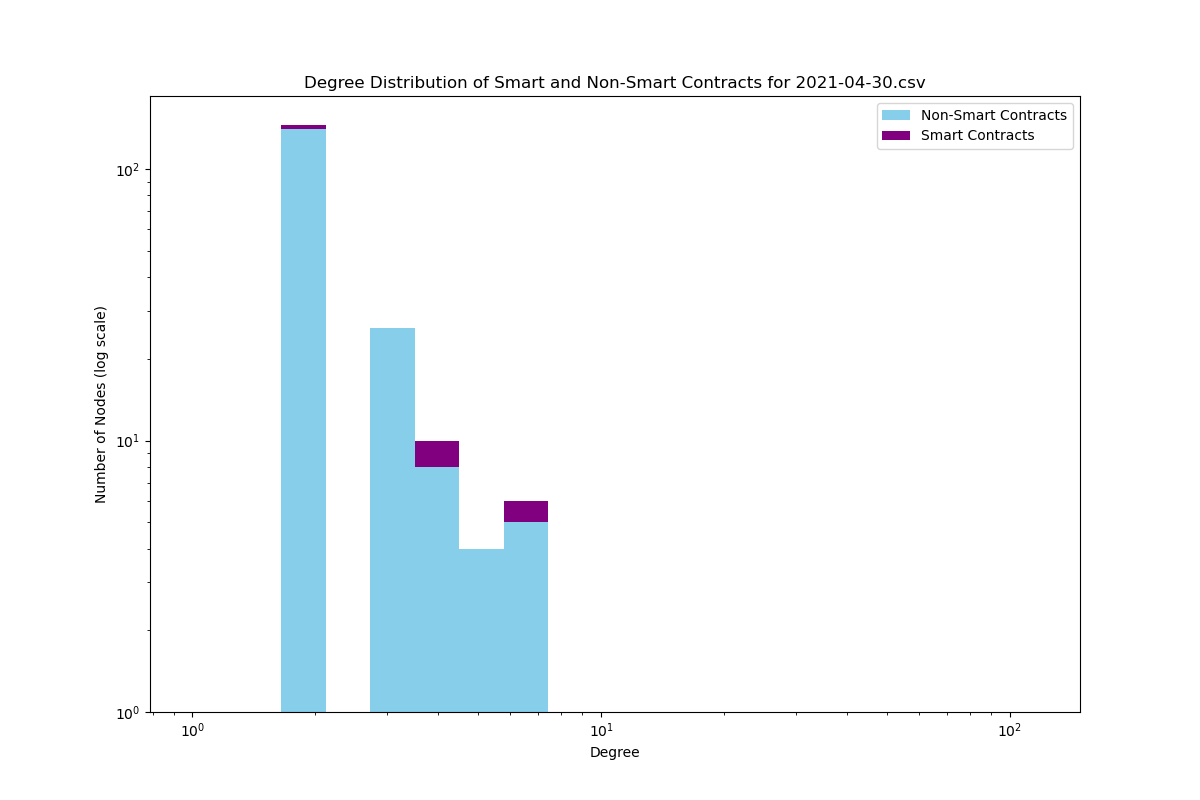 Degree Distribution of Smart and Non-Smart Contracts for 2021-04-30.csv
Non-Smart Contracts
Smart Contracts
Number of Nodes (log scale)
10²
10¹
10⁰
10⁰ 10¹ 10²
Degree